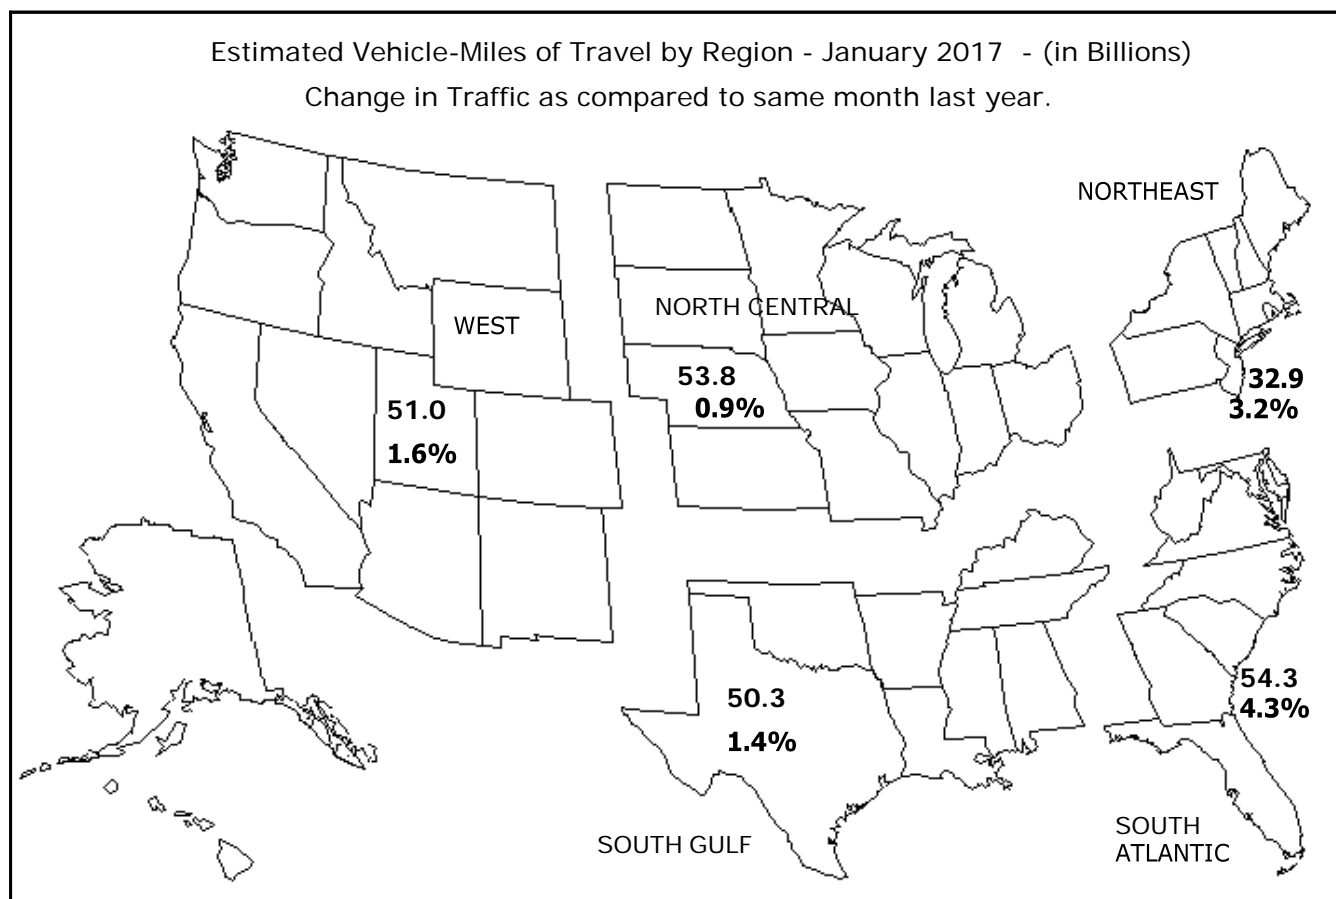 Estimated Vehicle-Miles of Travel by Region - January 2017 - (in Billions)
Change in Traffic as compared to same month last year.
NORTHEAST
32.9
3.2%
NORTH CENTRAL
53.8
0.9%
WEST
51.0
1.6%
50.3
1.4%
SOUTH GULF
54.3
4.3%
SOUTH
ATLANTIC